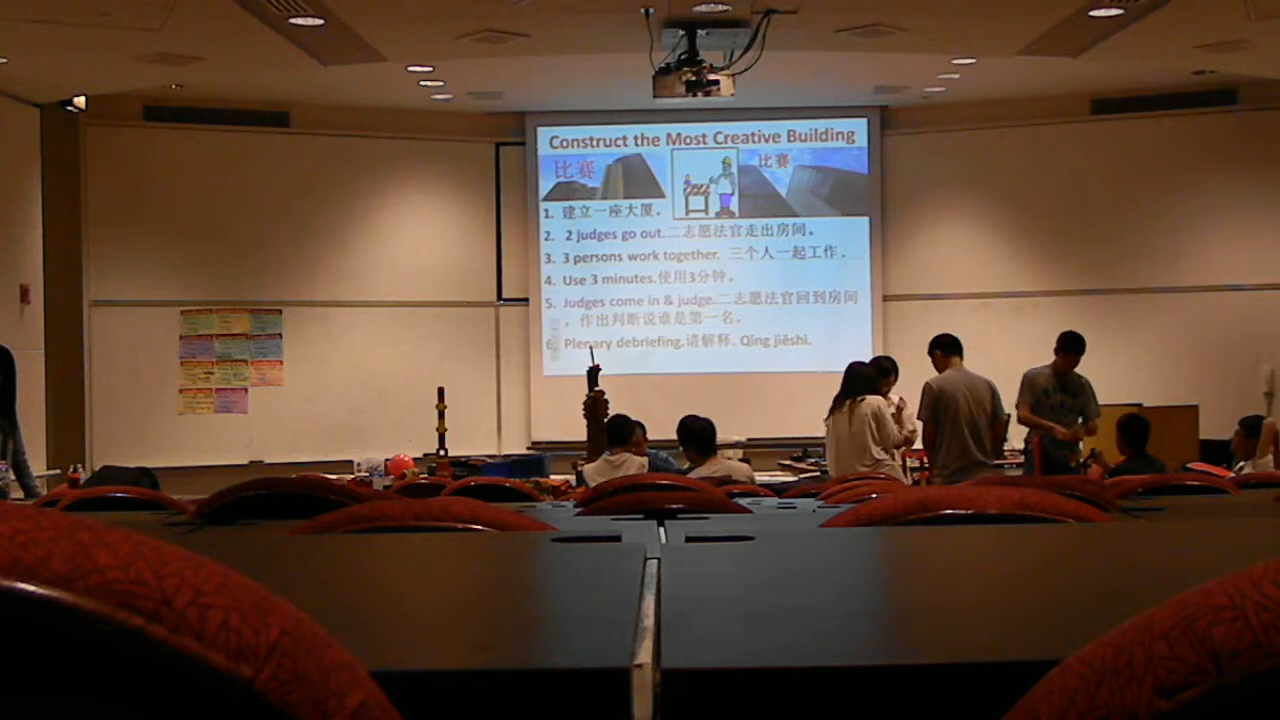 Construct the Most Creative Building
比赛
比赛
1. 建立一座大厦。
2. 2 judges go out.二志愿法官走出房间。
3. 3 persons work together. 三个人一起工作.
4. Use 3 minutes.使用3分钟。
5. Judges come in & judge.二志愿法官回到房间
，作出判断说谁是第一名。
6. Plenary debriefing.请解释. Qǐng jiěshì.